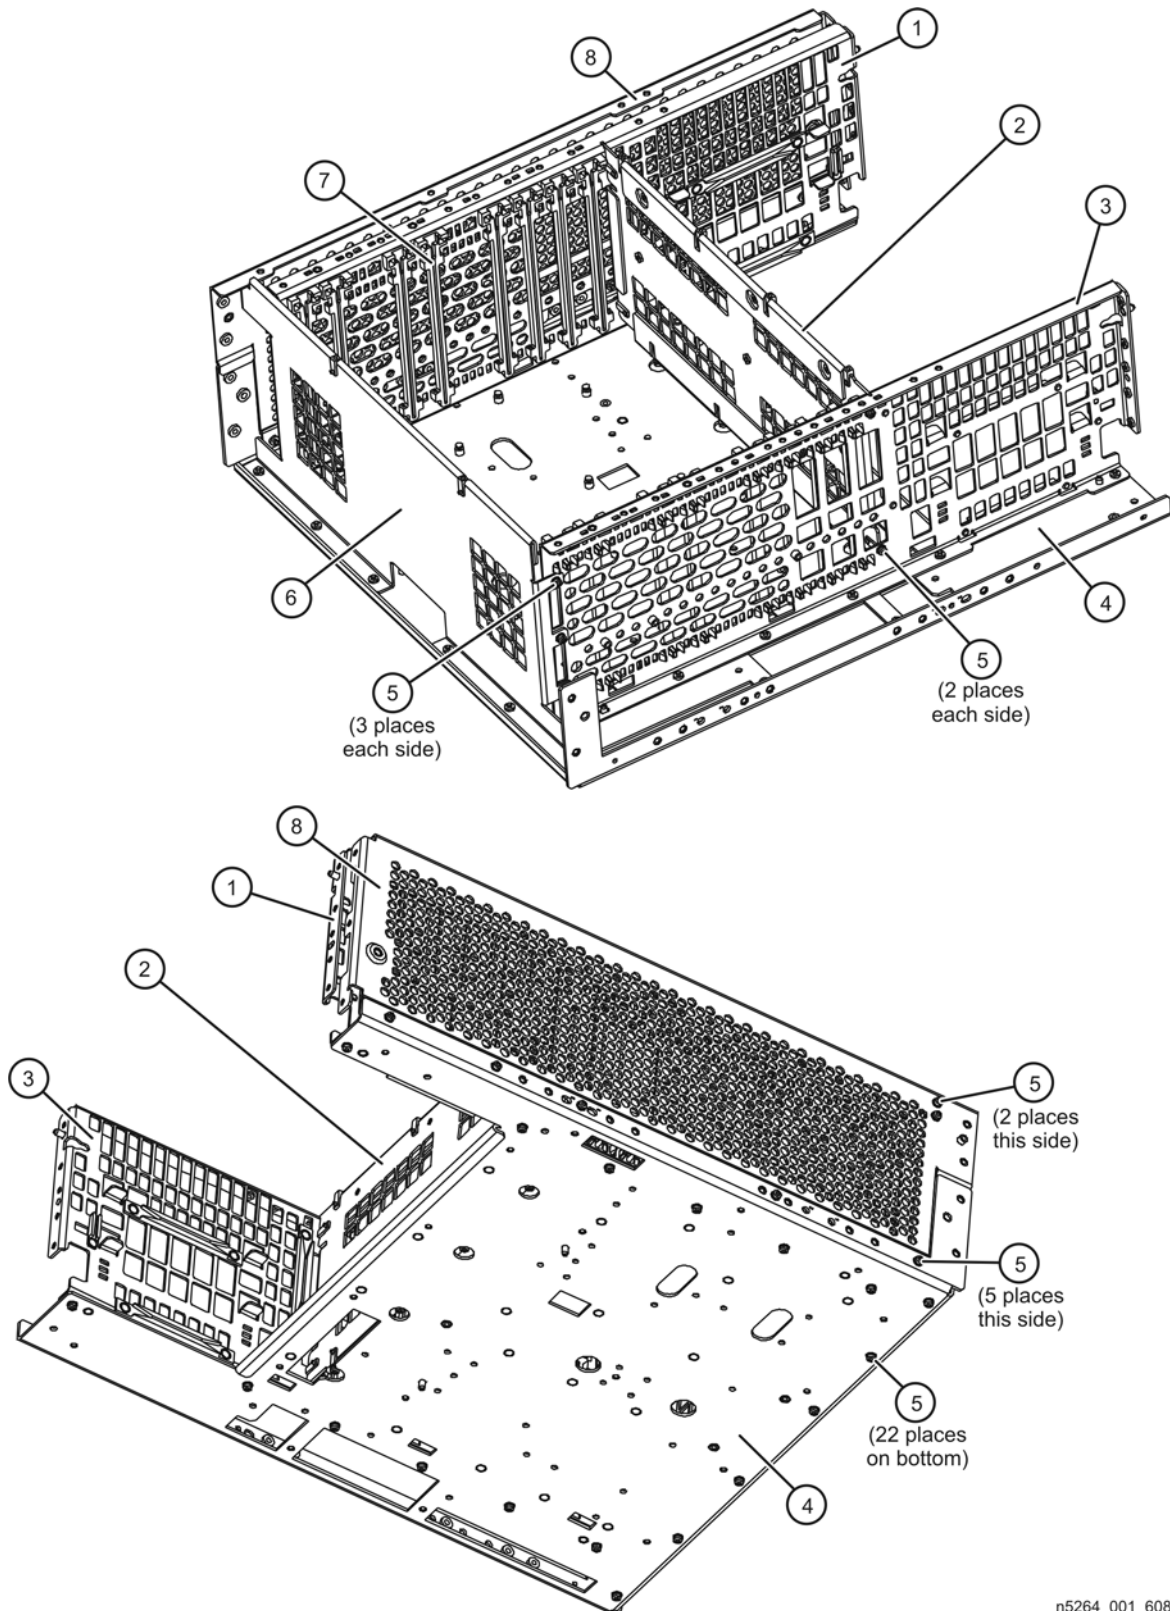 1
8
2
7
3
6
4
5
(3 places
each side)
5
(2 places
each side)
8
1
2
3
5
(2 places
this side)
5
(5 places
this side)
5
(22 places
on bottom)
4
n5264_001_608